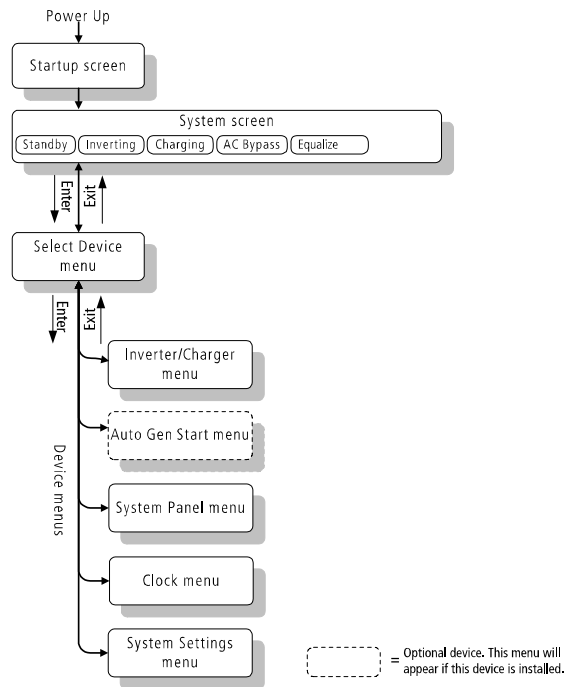 Power Up
Startup screen
System screen
Standby
Inverting
Charging
AC Bypass
Equalize
Enter
Exit
Select Device
menu
Enter
Exit
Device menus
Inverter/Charger
menu
Auto Gen Start menu
System Panel menu
Clock menu
System Settings
menu
= Optional device. This menu will
appear if this device is installed.